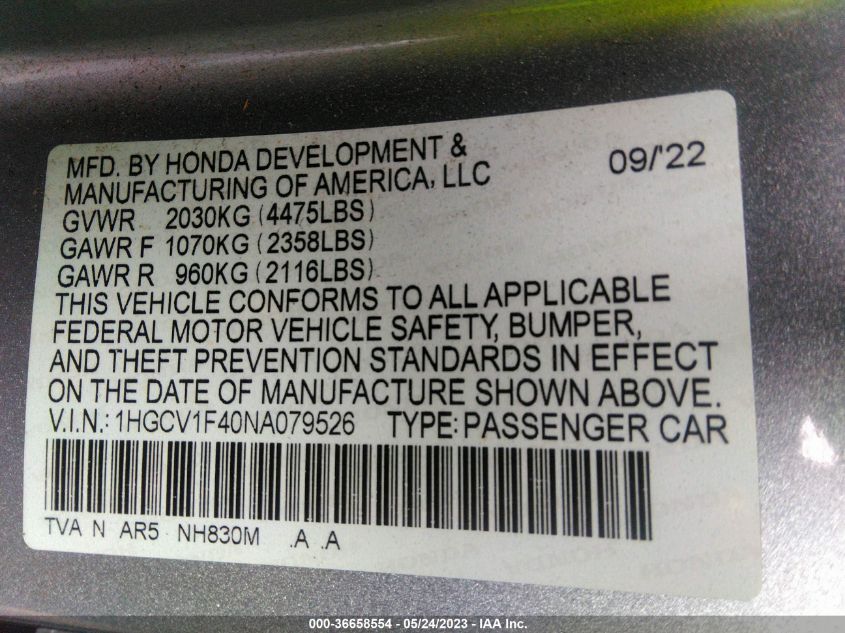 MFD. BY HONDA DEVELOPMENT & 09/'22
MANUFACTURING OF AMERICA, LLC
GVWR 2030KG (4475LBS)
GAWR F 1070KG (2358LBS)
GAWR R 960KG (2116LBS)
THIS VEHICLE CONFORMS TO ALL APPLICABLE
FEDERAL MOTOR VEHICLE SAFETY, BUMPER,
AND THEFT PREVENTION STANDARDS IN EFFECT
ON THE DATE OF MANUFACTURE SHOWN ABOVE.
V.I.N.: 1HGCV1F40NA079526 TYPE: PASSENGER CAR
TVA N AR5 NH830M .A .A
000-36658554 — 05/24/2023 — IAA Inc.